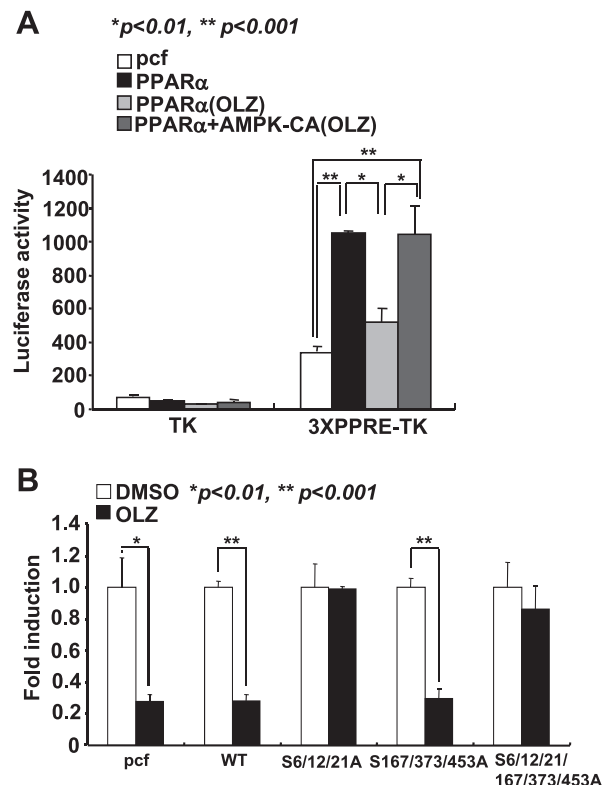 A
*p<0.01, ** p<0.001
pcf
PPARα
PPARα(OLZ)
PPARα+AMPK-CA(OLZ)
Luciferase activity
1400
1200
1000
800
600
400
200
0
**
**
*
*
TK
3XPPRE-TK
B
DMSO *p<0.01, ** p<0.001
OLZ
Fold induction
1.4
1.2
1.0
0.8
0.6
0.4
0.2
0
*
**
**
pcf
WT
S6/12/21A
S167/373/453A
S6/12/21/
167/373/453A